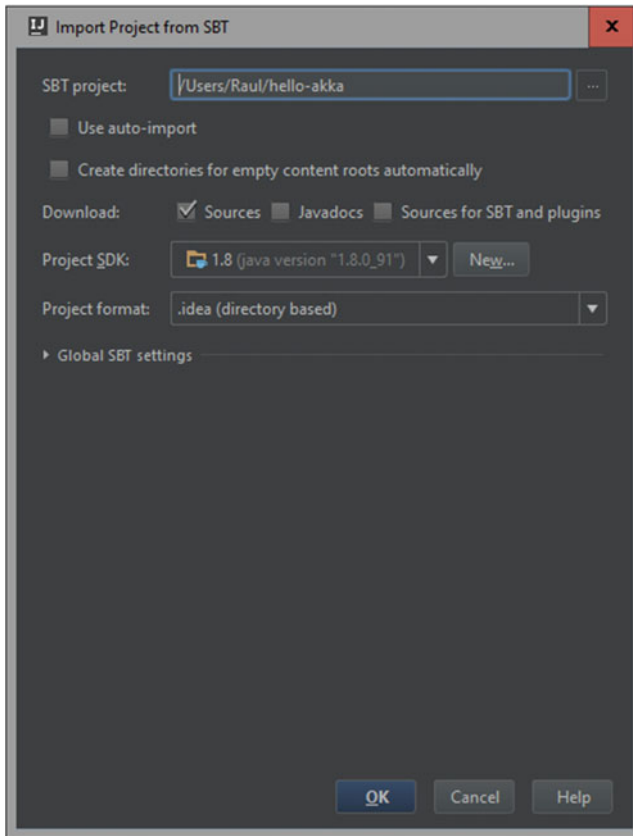 Import Project from SBT
SBT project: /Users/Raul/hello-akka ...
Use auto-import
Create directories for empty content roots automatically
Download: Sources Javadocs Sources for SBT and plugins
Project SDK: 1.8 (java version "1.8.0_91") New...
Project format: .idea (directory based)
Global SBT settings
OK Cancel Help